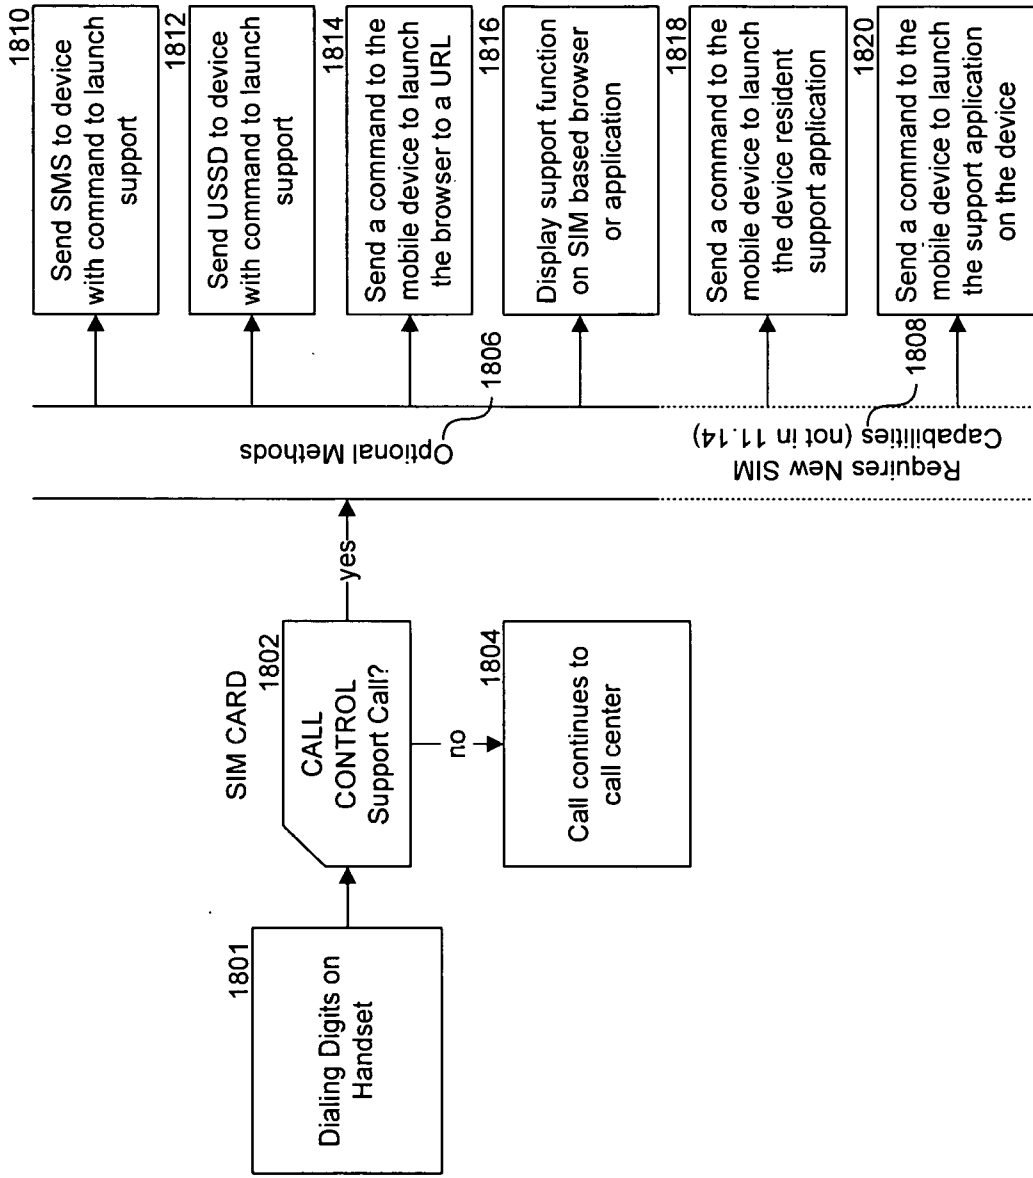 1801
Dialing Digits on
Handset
SIM CARD
1802
CALL
CONTROL
Support Call?
yes
no
1804
Call continues to
call center
Optional Methods
1806
Requires New SIM
Capabilities (not in 11.14)
1808
1810
Send SMS to device
with command to launch
support
1812
Send USSD to device
with command to launch
support
1814
Send a command to the
mobile device to launch
the browser to a URL
1816
Display support function
on SIM based browser
or application
1818
Send a command to the
mobile device to launch
the device resident
support application
1820
Send a command to the
mobile device to launch
the support application
on the device